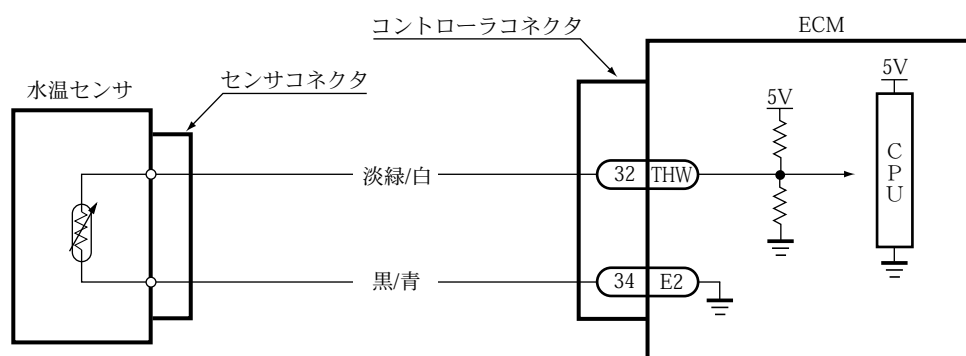 コントローラコネクタ
ECM
水温センサ
センサコネクタ
5V
5V
淡緑/白
32
THW
CPU
黒/青
34
E2